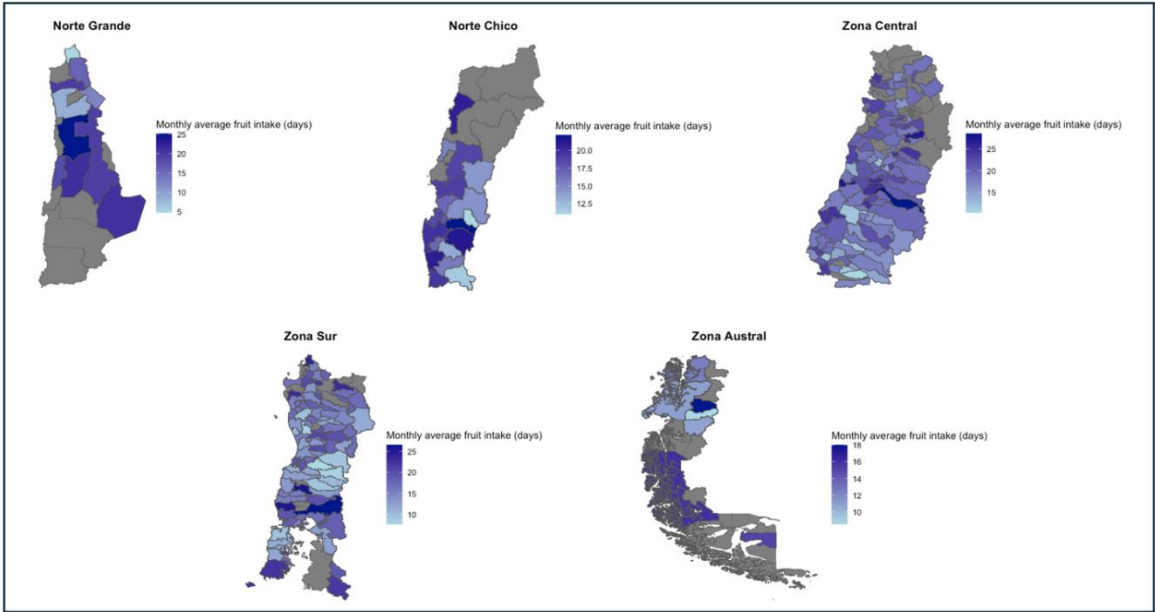 Norte Grande
Norte Chico
Zona Central
Monthly average fruit intake (days)
25
20
15
10
5
Monthly average fruit intake (days)
20.0
17.5
15.0
12.5
Monthly average fruit intake (days)
25
20
15
Zona Sur
Zona Austral
Monthly average fruit intake (days)
25
20
15
10
Monthly average fruit intake (days)
18
16
14
12
10